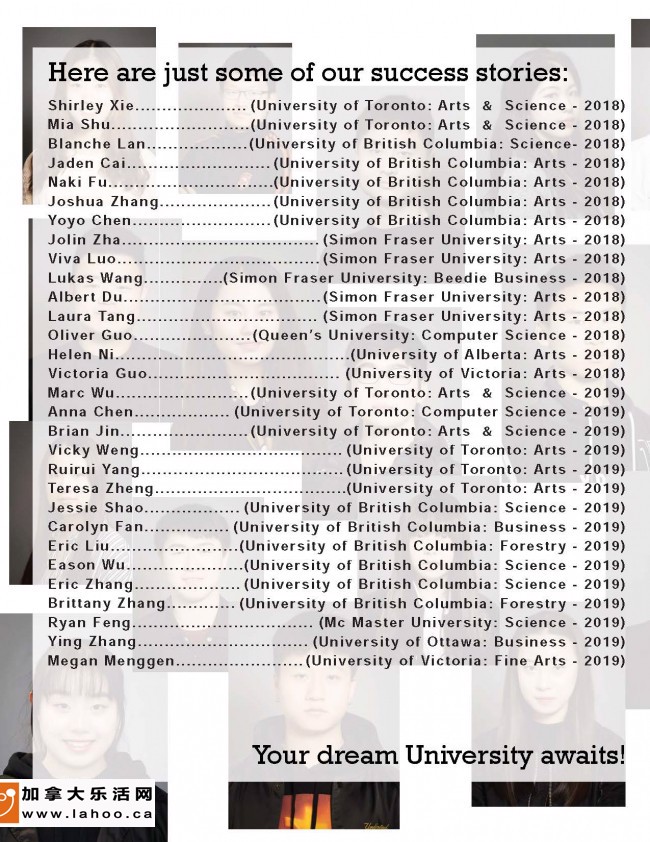 Here are just some of our success stories:
Shirley Xie..................... (University of Toronto: Arts & Science - 2018)
Mia Shu..........................(University of Toronto: Arts & Science - 2018)
Blanche Lan...................(University of British Columbia: Science- 2018)
Jaden Cai........................... (University of British Columbia: Arts - 2018)
Naki Fu...............................(University of British Columbia: Arts - 2018)
Joshua Zhang..................... (University of British Columbia: Arts - 2018)
Yoyo Chen.......................... (University of British Columbia: Arts - 2018)
Jolin Zha..................................... (Simon Fraser University: Arts - 2018)
Viva Luo...................................... (Simon Fraser University: Arts - 2018)
Lukas Wang...............(Simon Fraser University: Beedie Business - 2018)
Albert Du.....................................(Simon Fraser University: Arts - 2018)
Laura Tang.................................. (Simon Fraser University: Arts - 2018)
Oliver Guo......................(Queen's University: Computer Science - 2018)
Helen Ni............................................(University of Alberta: Arts - 2018)
Victoria Guo..................................... (University of Victoria: Arts - 2018)
Marc Wu.........................(University of Toronto: Arts & Science - 2019)
Anna Chen.................. (University of Toronto: Computer Science - 2019)
Brian Jin........................(University of Toronto: Arts & Science - 2019)
Vicky Weng...................................... (University of Toronto: Arts - 2019)
Ruirui Yang...................................... (University of Toronto: Arts - 2019)
Teresa Zheng....................................(University of Toronto: Arts - 2019)
Jessie Shao.................. (University of British Columbia: Science - 2019)
Carolyn Fan................ (University of British Columbia: Business - 2019)
Eric Liu........................(University of British Columbia: Forestry - 2019)
Eason Wu..................... (University of British Columbia: Science - 2019)
Eric Zhang.................... (University of British Columbia: Science - 2019)
Brittany Zhang............. (University of British Columbia: Forestry - 2019)
Ryan Feng.................................. (Mc Master University: Science - 2019)
Ying Zhang................................ (University of Ottawa: Business - 2019)
Megan Menggen........................(University of Victoria: Fine Arts - 2019)
Your dream University awaits!
加拿大乐活网
www.lahoo.ca